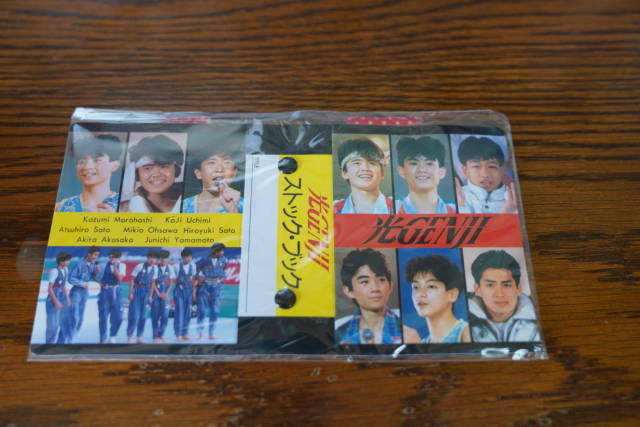 Kazumi Morohoshi Kōji Uchimi
Atsuhiro Sato Mikio Ohsawa Hiroyuki Sato
Akira Akasaka Junichi Yamamoto
光GENJI
ストック・ブック
光GENJI